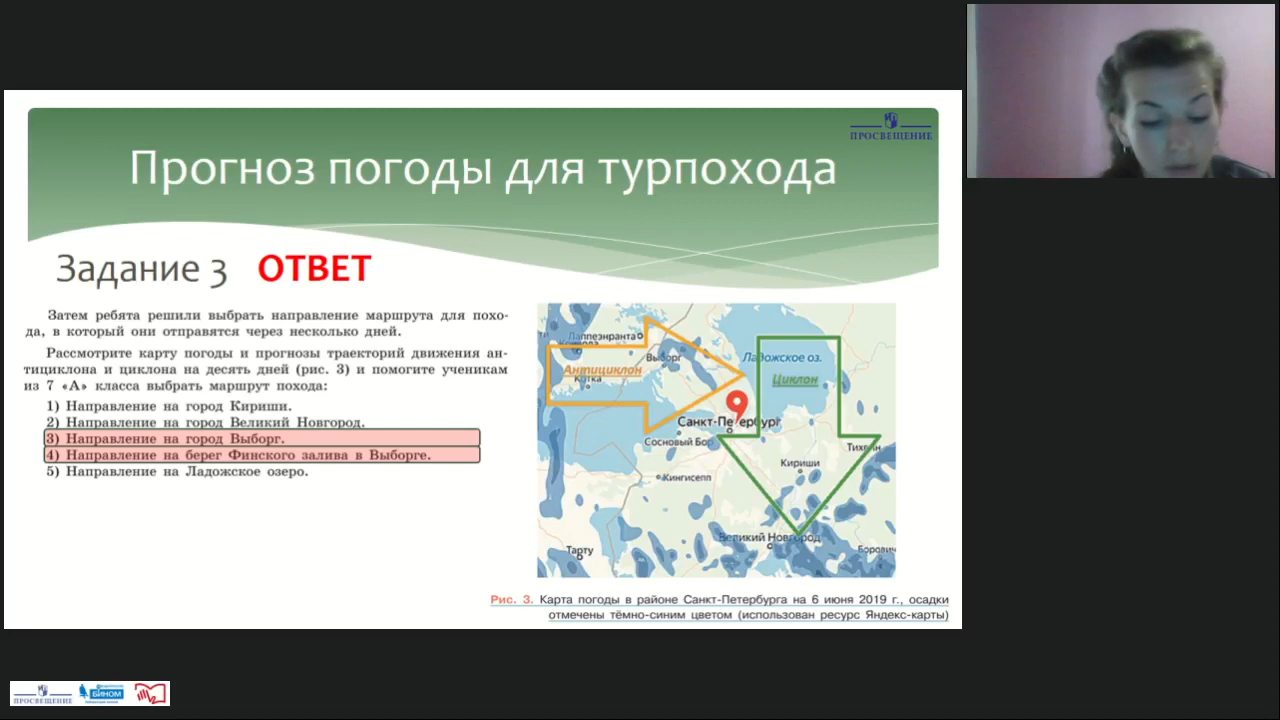 ПРОСВЕЩЕНИЕ
Прогноз погоды для турпохода
Задание 3 ОТВЕТ
Затем ребята решили выбрать направление маршрута для похо-
да, в который они отправятся через несколько дней.
Рассмотрите карту погоды и прогнозы траекторий движения ан-
тициклона и циклона на десять дней (рис. 3) и помогите ученикам
из 7 «А» класса выбрать маршрут похода:
1) Направление на город Кириши.
2) Направление на город Великий Новгород.
3) Направление на город Выборг.
4) Направление на берег Финского залива в Выборге.
5) Направление на Ладожское озеро.
Лаппеэнранта
Выборг
Ладожское оз.
Антициклон
Циклон
Котка
Санкт-Петербург
Сосновый Бор
Тихвин
Кириши
Кингисепп
Великий Новгород
Тарту
Борович
Рис. 3. Карта погоды в районе Санкт-Петербурга на 6 июня 2019 г., осадки
отмечены тёмно-синим цветом (использован ресурс Яндекс-карты)
ПРОСВЕЩЕНИЕ
БИНОМ